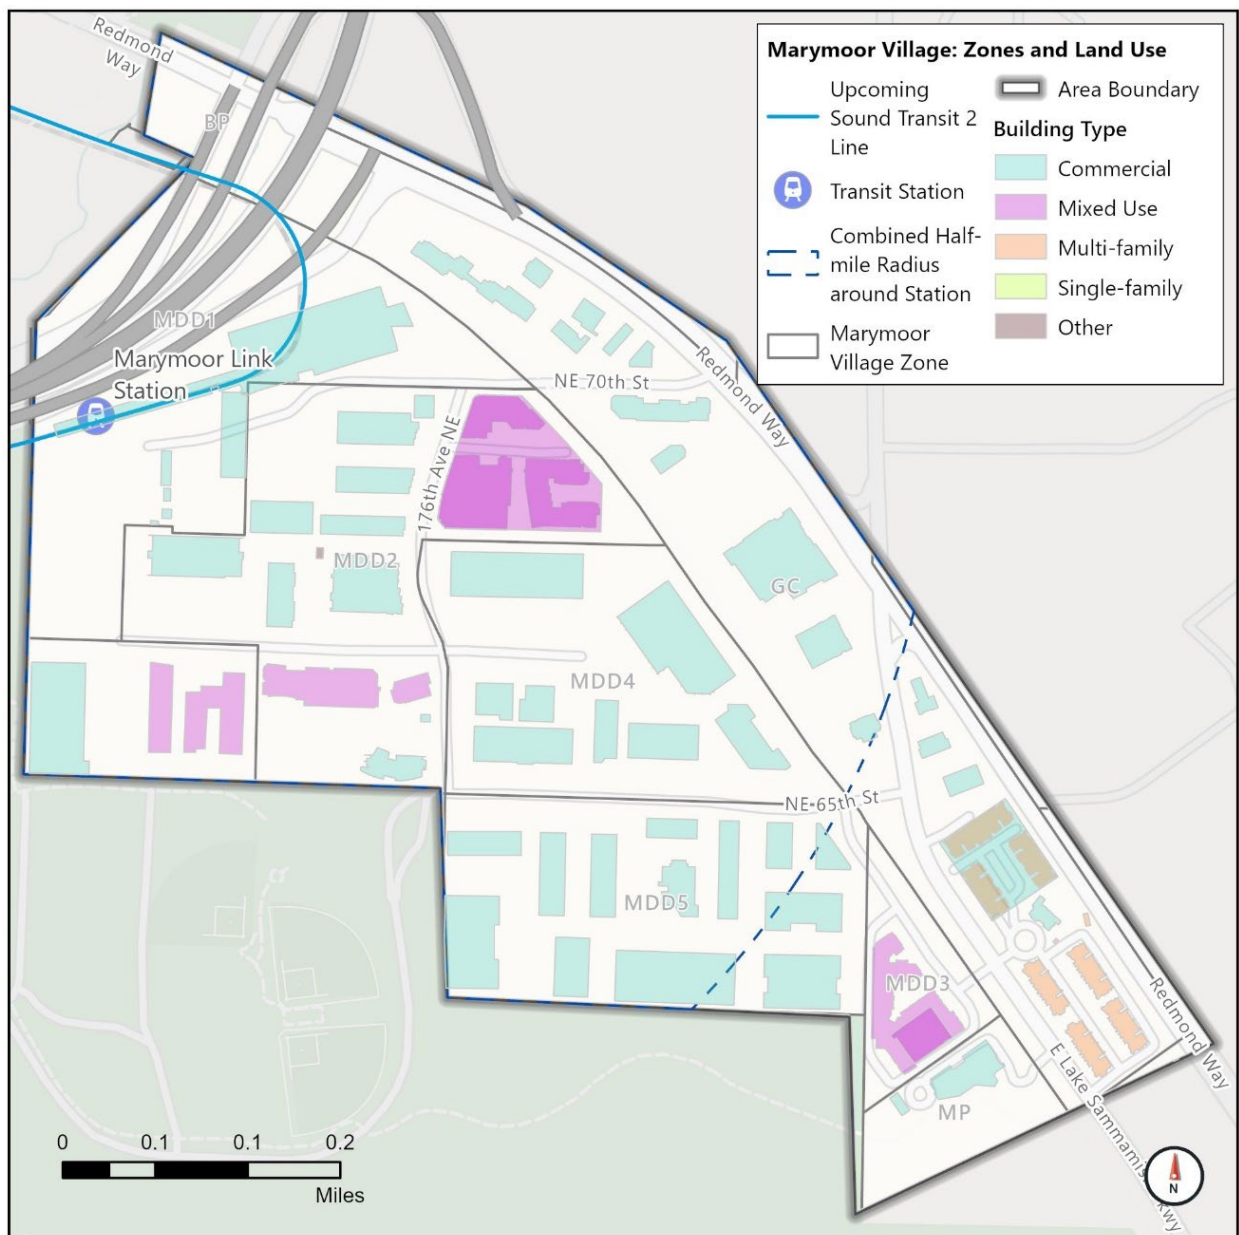 Marymoor Village: Zones and Land Use
Upcoming
Sound Transit 2
Line
Transit Station
Combined Half-
mile Radius
around Station
Marymoor
Village Zone
Area Boundary
Building Type
Commercial
Mixed Use
Multi-family
Single-family
Other
Redmond
Way
BP
MDD1
Marymoor Link
Station
NE 70th St
Redmond Way
176th Ave NE
MDD2
GC
MDD4
NE 65th St
MDD5
MDD3
Redmond Way
E Lake Sammamis
kwy
MP
0
0.1
0.1
0.2
Miles
N